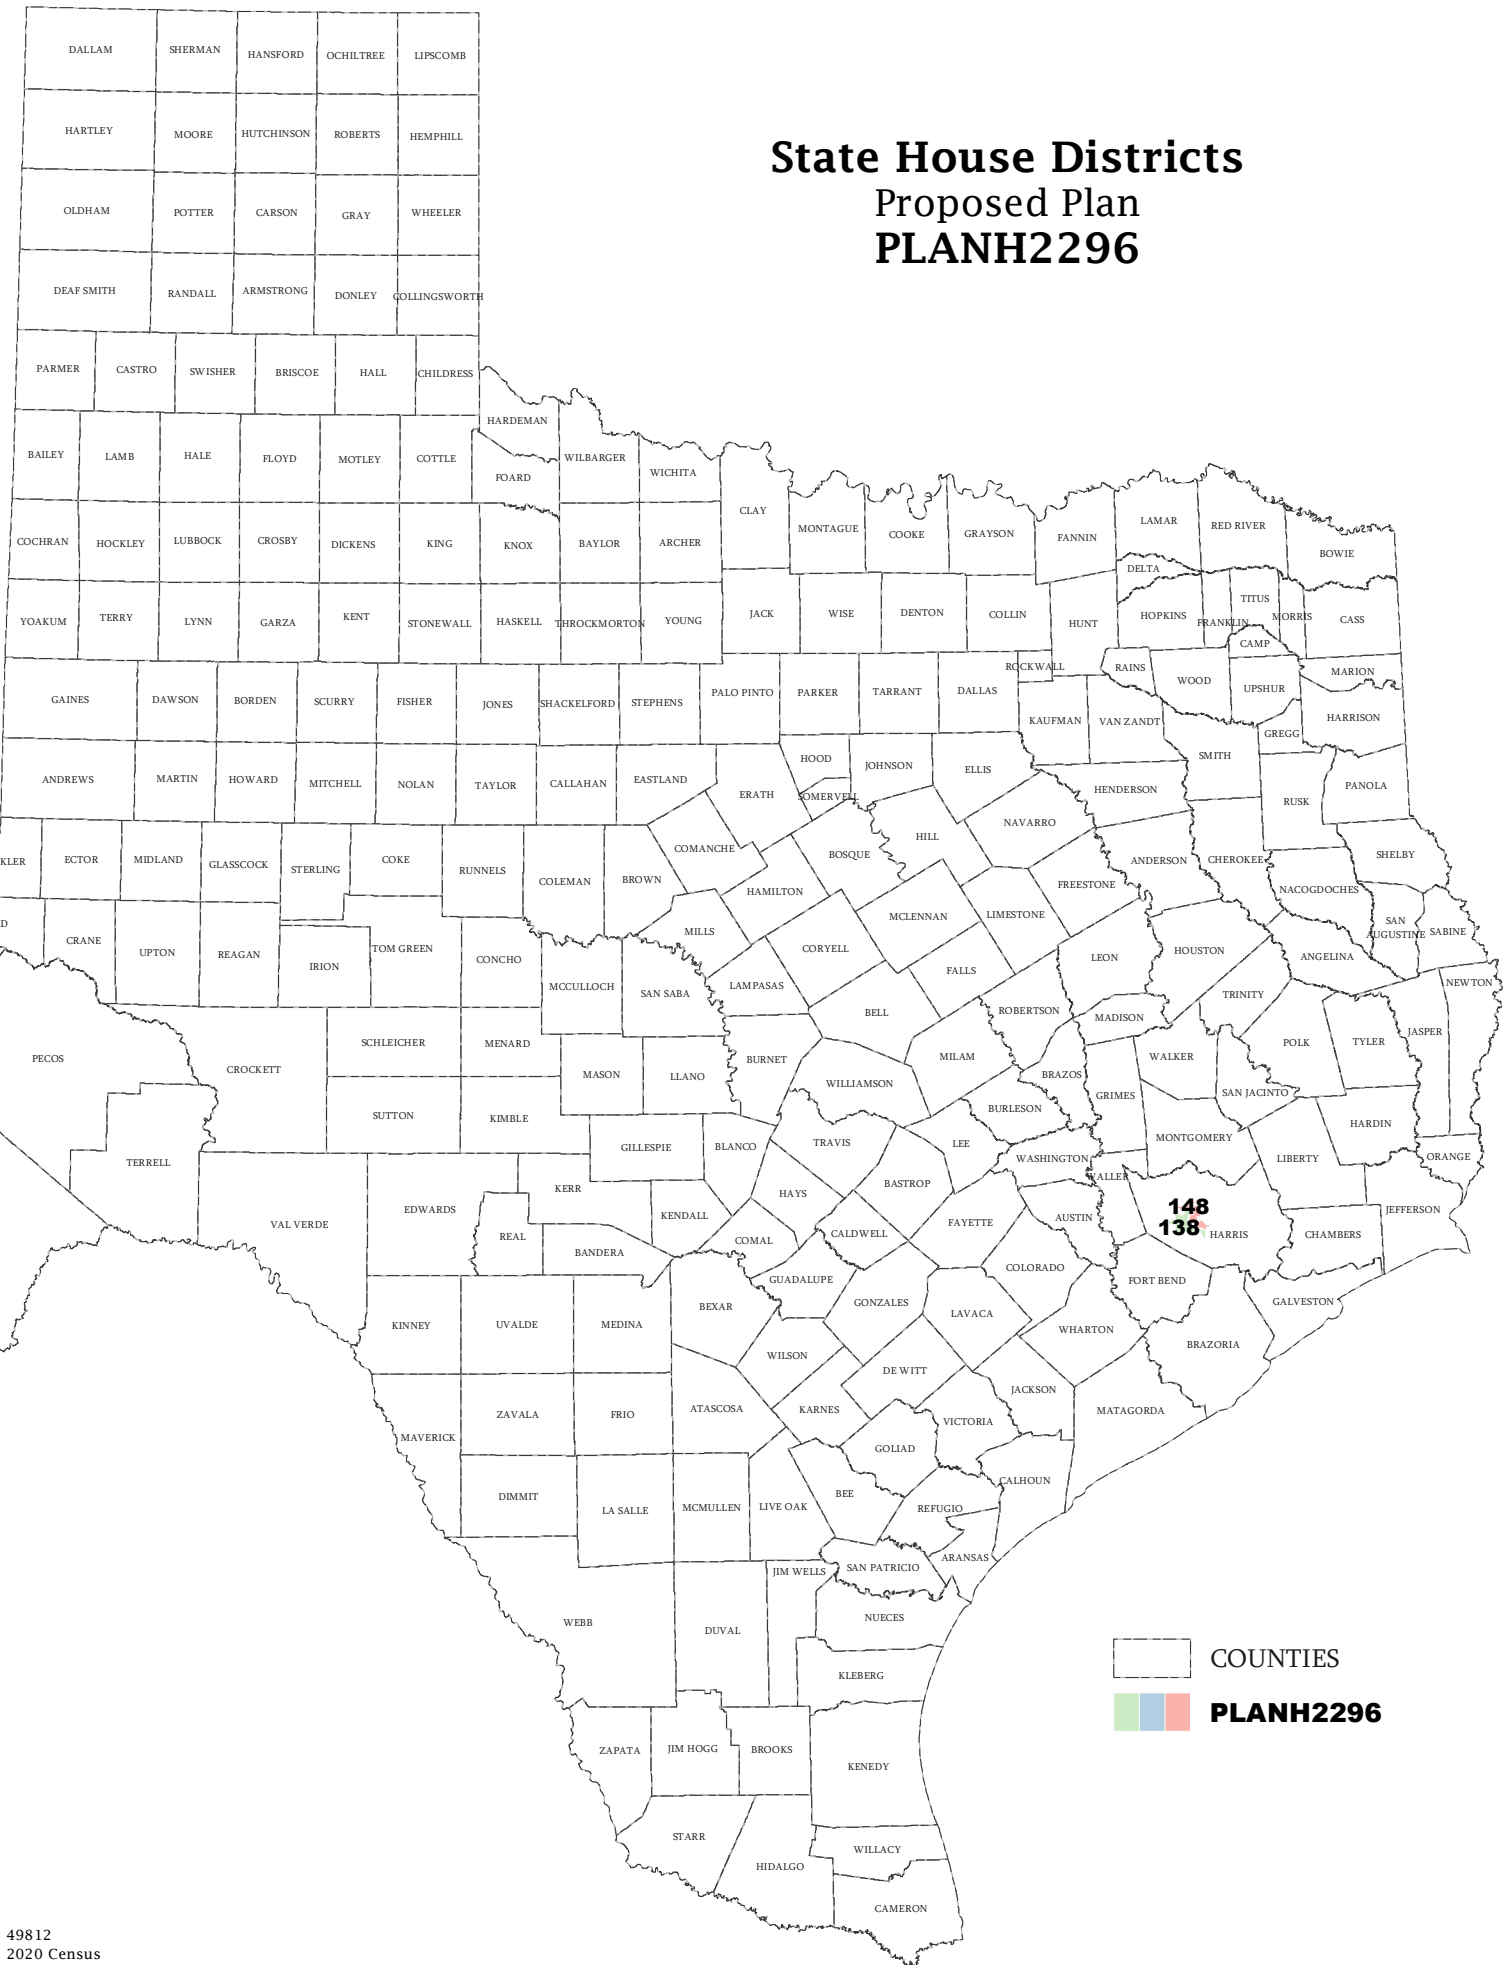 State House Districts
Proposed Plan
PLANH2296
DALLAM SHERMAN HANSFORD OCHILTREE LIPSCOMB
HARTLEY MOORE HUTCHINSON ROBERTS HEMPHILL
OLDHAM POTTER CARSON GRAY WHEELER
DEAF SMITH RANDALL ARMSTRONG DONLEY COLLINGSWORTH
PARMER CASTRO SWISHER BRISCOE HALL CHILDRESS
HARDEMAN
BAILEY LAMB HALE FLOYD MOTLEY COTTLE FOARD WILBARGER WICHITA
CLAY MONTAGUE COOKE GRAYSON FANNIN LAMAR RED RIVER BOWIE
COCHRAN HOCKLEY LUBBOCK CROSBY DICKENS KING KNOX BAYLOR ARCHER
DELTA
YOAKUM TERRY LYNN GARZA KENT STONEWALL HASKELL THROCKMORTON YOUNG JACK WISE DENTON COLLIN HUNT HOPKINS FRANKLIN TITUS MORRIS CASS
CAMP
ROCKWALL RAINS WOOD UPSHUR MARION
GAINES DAWSON BORDEN SCURRY FISHER JONES SHACKELFORD STEPHENS PALO PINTO PARKER TARRANT DALLAS
KAUFMAN VAN ZANDT SMITH GREGG HARRISON
ANDREWS MARTIN HOWARD MITCHELL NOLAN TAYLOR CALLAHAN EASTLAND ERATH HOOD SOMERVELL JOHNSON ELLIS HENDERSON RUSK PANOLA
KLER ECTOR MIDLAND GLASSCOCK STERLING COKE RUNNELS COLEMAN BROWN COMANCHE BOSQUE HILL NAVARRO ANDERSON CHEROKEE SHELBY
HAMILTON FREESTONE NACOGDOCHES
D CRANE UPTON REAGAN IRION TOM GREEN CONCHO MILLS CORYELL MCLENNAN LIMESTONE LEON HOUSTON ANGELINA
SAN
AUGUSTINE SABINE
MCCULLOCH SAN SABA LAMPASAS BELL FALLS ROBERTSON MADISON TRINITY NEWTON
PECOS CROCKETT SCHLEICHER MENARD MASON LLANO BURNET WILLIAMSON MILAM BRAZOS WALKER POLK TYLER JASPER
SUTTON KIMBLE BURLESON GRIMES SAN JACINTO HARDIN
TERRELL GILLESPIE BLANCO TRAVIS LEE WASHINGTON MONTGOMERY LIBERTY ORANGE
VAL VERDE EDWARDS KERR KENDALL HAYS BASTROP WALLER
148
138 HARRIS
REAL BANDERA COMAL CALDWELL FAYETTE AUSTIN CHAMBERS JEFFERSON
KINNEY UVALDE MEDINA BEXAR GUADALUPE GONZALES LAVACA COLORADO FORT BEND GALVESTON
WILSON DE WITT WHARTON BRAZORIA
MAVERICK ZAVALA FRIO ATASCOSA KARNES VICTORIA JACKSON MATAGORDA
GOLIAD
DIMMIT LA SALLE MCMULLEN LIVE OAK BEE REFUGIO CALHOUN
ARANSAS
JIM WELLS SAN PATRICIO
WEBB DUVAL NUECES
KLEBERG
ZAPATA JIM HOGG BROOKS KENEDY
STARR HIDALGO WILLACY
CAMERON
COUNTIES
PLANH2296
49812
2020 Census